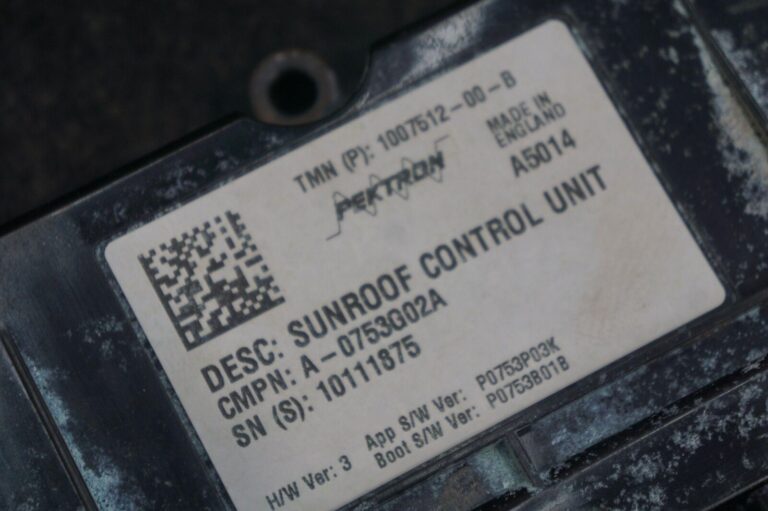 TMN (P): 1007512-00-B
PEKTRON
MADE IN
ENGLAND
A5014
DESC: SUNROOF CONTROL UNIT
CMPN: A-0753G02A
SN (S): 10111875
H/W Ver: 3
App S/W Ver: P0753P03K
Boot S/W Ver: P0753B01B